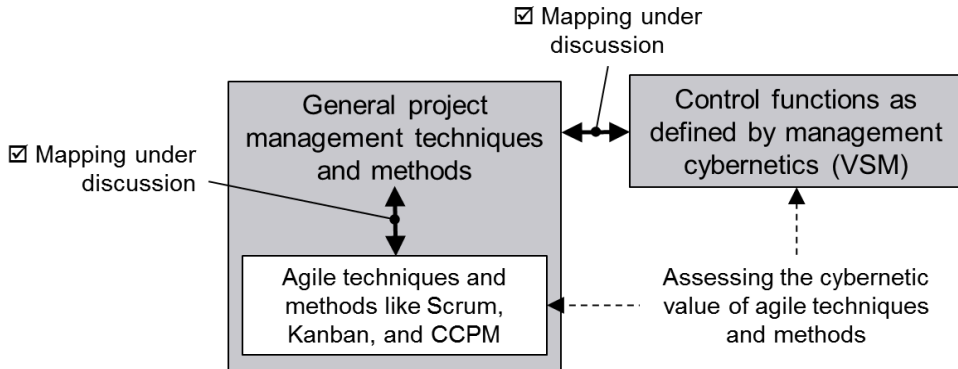 ☑ Mapping under
discussion
General project
management techniques
and methods
Control functions as
defined by management
cybernetics (VSM)
☑ Mapping under
discussion
Agile techniques and
methods like Scrum,
Kanban, and CCPM
Assessing the cybernetic
value of agile techniques
and methods